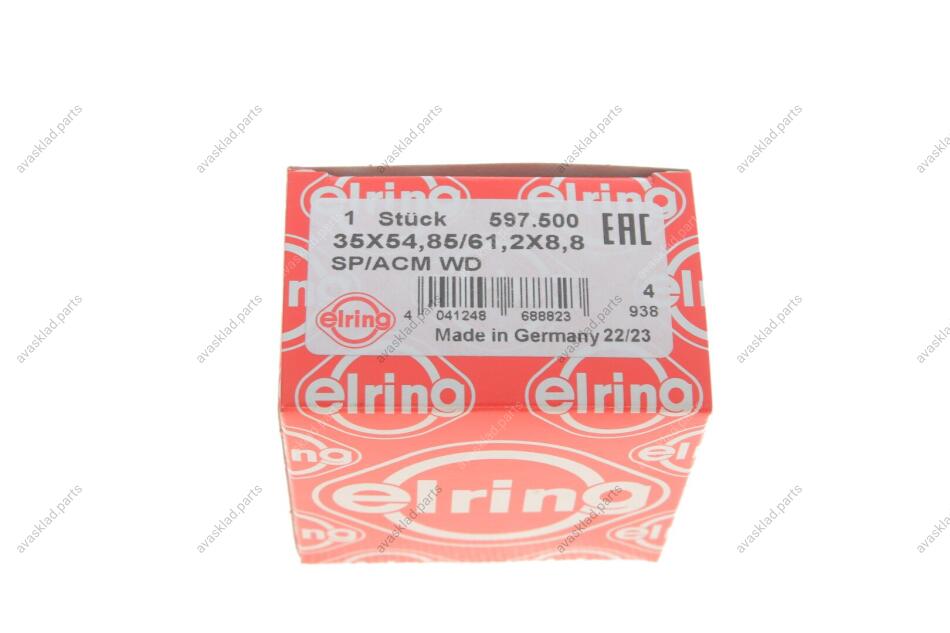 elring elring
1 Stück 597.500 EAC
35X54,85/61,2X8,8
SP/ACM WD
elring
4 041248 688823
4
938
Made in Germany 22/23
elring elring
elring
avasklad.parts